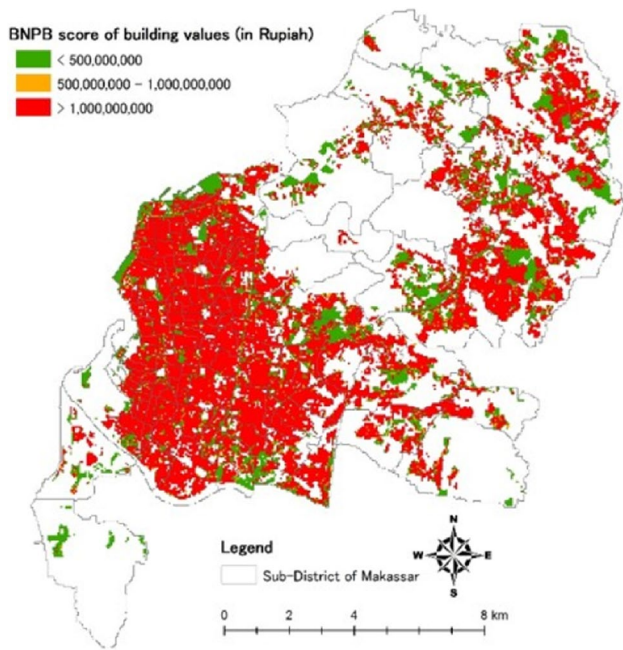 BNPB score of building values (in Rupiah)
< 500,000,000
500,000,000 - 1,000,000,000
> 1,000,000,000
N
W E
S
Legend
Sub-District of Makassar
0 2 4 8 km